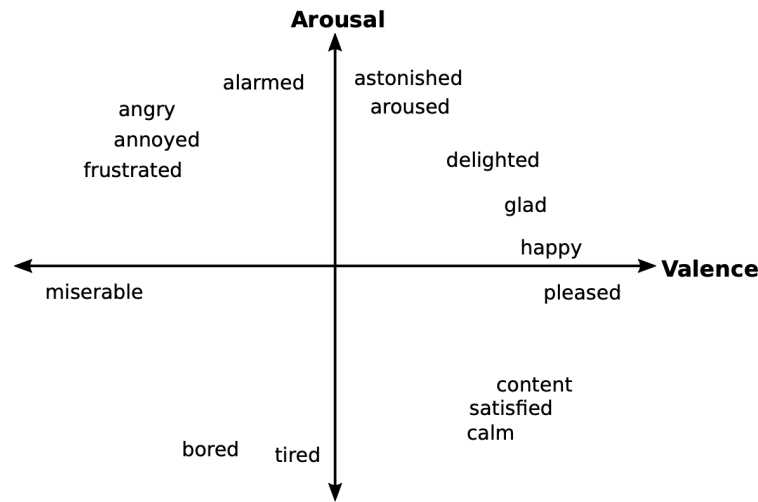 Arousal
alarmed
astonished
angry
aroused
annoyed
frustrated
delighted
glad
happy
Valence
miserable
pleased
content
satisfied
calm
bored
tired